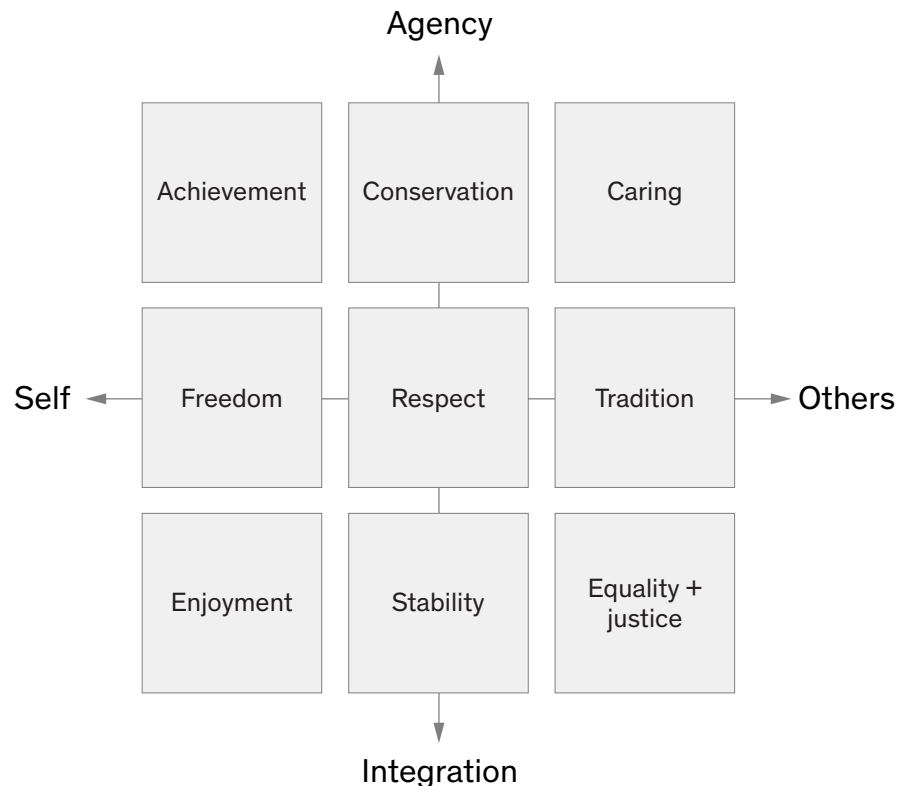 Agency
Achievement
Conservation
Caring
Self
Freedom
Respect
Tradition
Others
Enjoyment
Stability
Equality +
justice
Integration